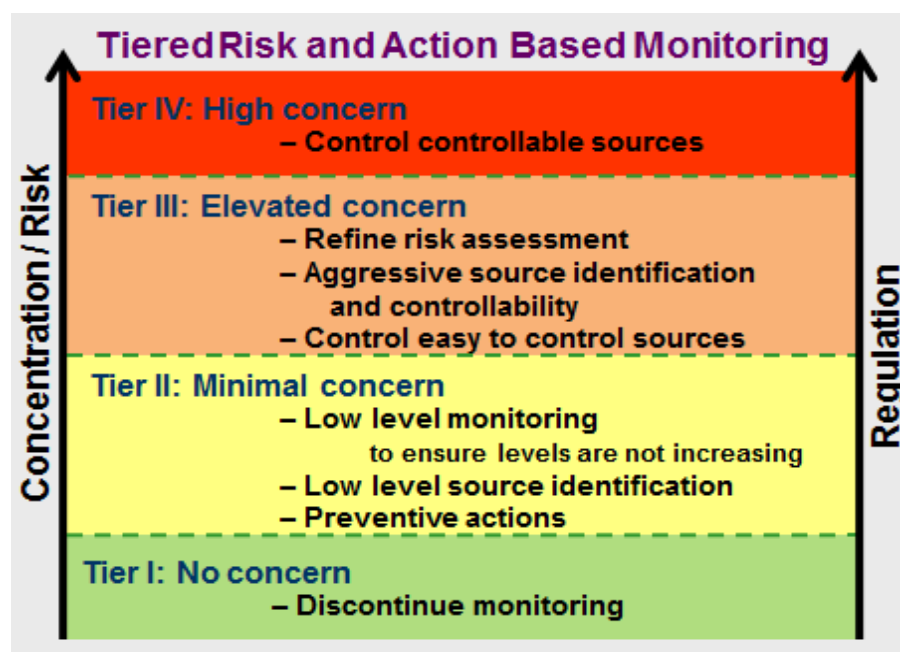 Tiered Risk and Action Based Monitoring
Concentration / Risk
Tier IV: High concern
– Control controllable sources
Tier III: Elevated concern
– Refine risk assessment
– Aggressive source identification
and controllability
– Control easy to control sources
Tier II: Minimal concern
– Low level monitoring
to ensure levels are not increasing
– Low level source identification
– Preventive actions
Tier I: No concern
– Discontinue monitoring
Regulation